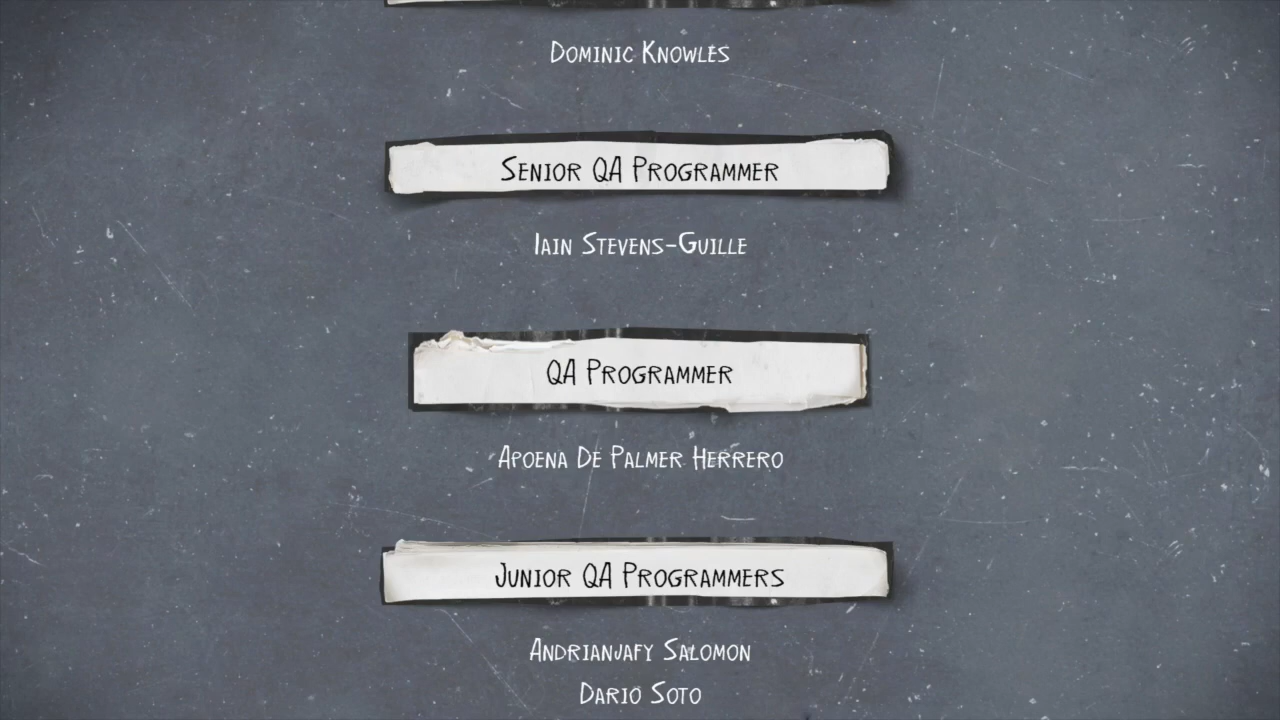 Dominic Knowles
Senior QA Programmer
Iain Stevens-Guille
QA Programmer
Apoena De Palmer Herrero
Junior QA Programmers
Andrianjafy Salomon
Dario Soto